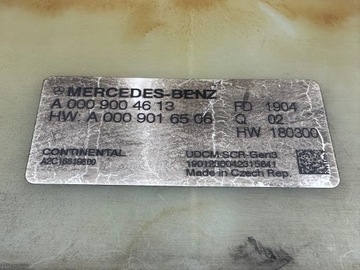 MERCEDES-BENZ
A 000 900 46 13 FD 1904
HW: A 000 901 65 06 Q 02
HW 180300
CONTINENTAL UDCM SCR-Gen3
1901230042315841
Made in Czech Rep.